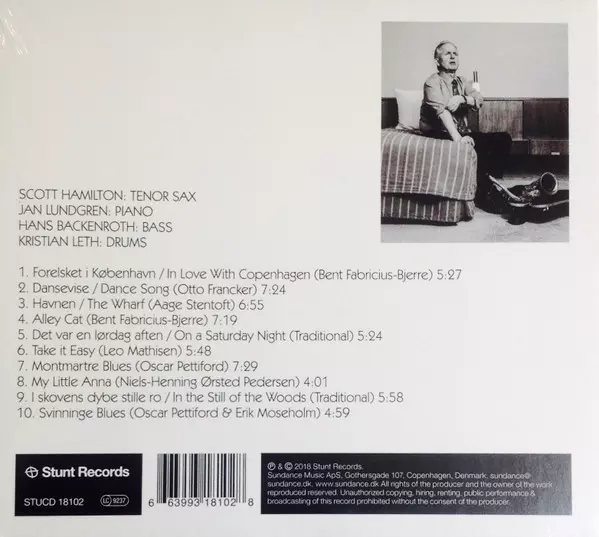 SCOTT HAMILTON: TENOR SAX
JAN LUNDGREN: PIANO
HANS BACKENROTH: BASS
KRISTIAN LETH: DRUMS
1. Forelsket i København / In Love With Copenhagen (Bent Fabricius-Bjerre) 5:27
2. Dansevise / Dance Song (Otto Francker) 7:24
3. Havnen / The Wharf (Aage Stentoft) 6:55
4. Alley Cat (Bent Fabricius-Bjerre) 7:19
5. Det var en lørdag aften / On a Saturday Night (Traditional) 5:24
6. Take it Easy (Leo Mathisen) 5:48
7. Montmartre Blues (Oscar Pettiford) 7:29
8. My Little Anna (Niels-Henning Ørsted Pedersen) 4:01
9. I skovens dybe stille ro / In the Still of the Woods (Traditional) 5:58
10. Svinninge Blues (Oscar Pettiford & Erik Moseholm) 4:59
Stunt Records
STUCD 18102
LC 9237
6 63993 18102 8
℗ & © 2018 Stunt Records.
Sundance Music ApS, Gothersgade 107, Copenhagen, Denmark, sundance@
sundance.dk, www.sundance.dk All rights of the producer and the owner of the work
reproduced reserved. Unauthorized copying, hiring, renting, public performance &
broadcasting of this record prohibited without the consent of the producer.